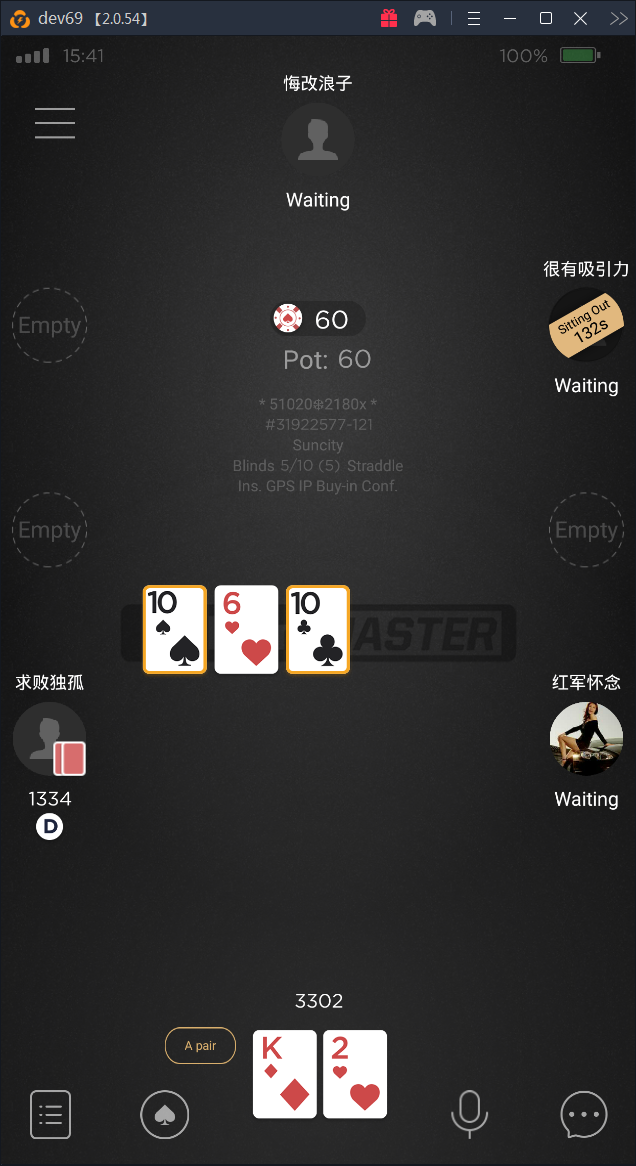 dev69 【2.0.54】
15:41
100%
悔改浪子
Waiting
很有吸引力
Empty
60
Sitting Out
132s
Pot: 60
Waiting
* 51020❄2180x *
#31922577-121
Suncity
Blinds 5/10 (5) Straddle
Ins. GPS IP Buy-in Conf.
Empty
Empty
10
6
10
ASTER
求败独孤
红军怀念
1334
Waiting
D
3302
A pair
K
2